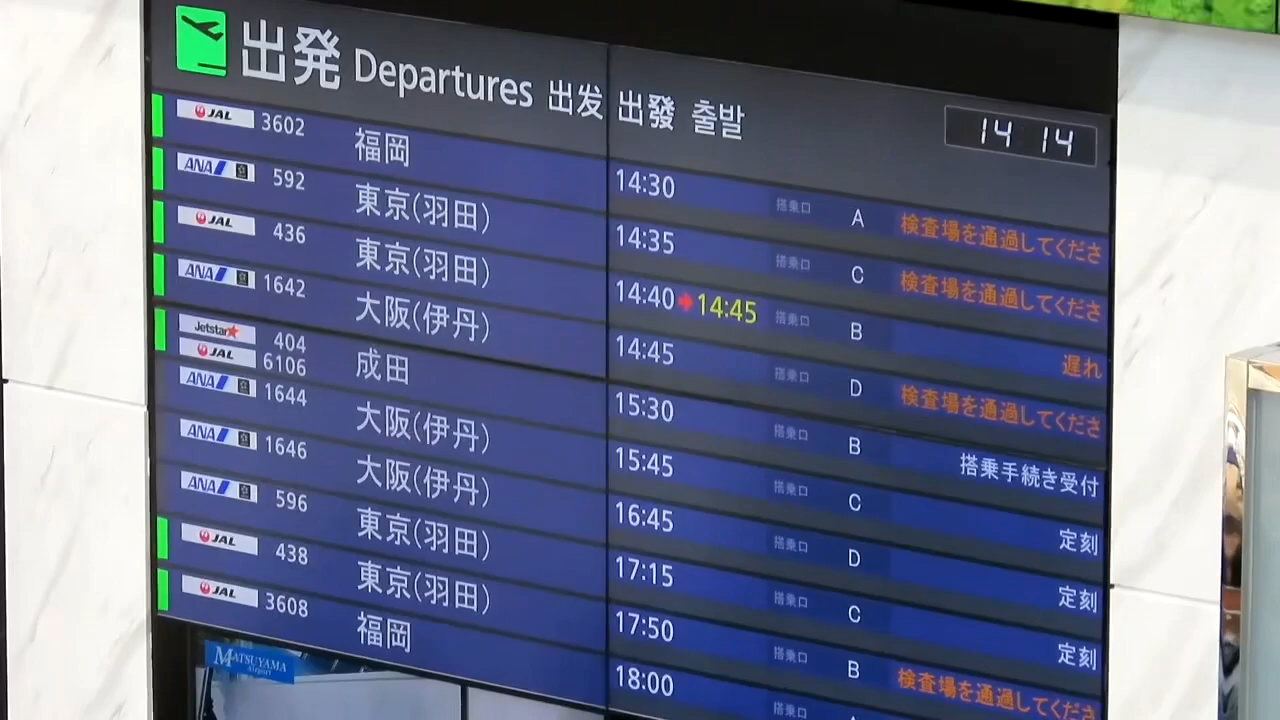 出発 Departures 出发 出發 출발 14 14
JAL 3602 福岡 14:30 搭乗口 A 検査場を通過してくださ
ANA 592 東京(羽田) 14:35 搭乗口 C 検査場を通過してくださ
JAL 436 東京(羽田) 14:40 14:45 搭乗口 B 遅れ
ANA 1642 大阪(伊丹) 14:45 搭乗口 D 検査場を通過してくださ
Jetstar 404
JAL 6106 成田 15:30 搭乗口 B 搭乗手続き受付
ANA 1644 大阪(伊丹) 15:45 搭乗口 C 定刻
ANA 1646 大阪(伊丹) 16:45 搭乗口 D 定刻
ANA 596 東京(羽田) 17:15 搭乗口 C 定刻
JAL 438 東京(羽田) 17:50 搭乗口 B 検査場を通過してくださ
JAL 3608 福岡 18:00 搭乗口
MATSUYAMA
Airport